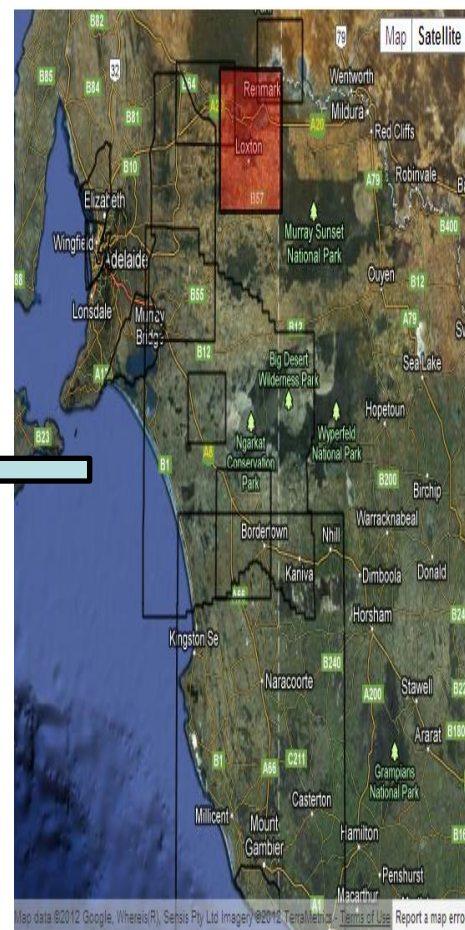 B82
79
Map Satellite
32
B85
B84
B84
Renmark
Wentworth
Mildura
B81
A20
Red Cliffs
Loxton
B10
A79
Robinvale
B57
Elizabeth
B400
Murray Sunset
National Park
Wingfield
Adelaide
Ouyen
B12
88
B55
Lonsdale
Murray
Bridge
A79
B12
B12
Sea Lake
Big Desert
Wilderness Park
Hopetoun
B23
Ngarkat
Conservation
Park
Wyperfeld
National Park
A8
B1
B200
Birchip
Warracknabeal
Bordertown
Nhill
Kaniva
Dimboola
Donald
A66
Horsham
Kingston Se
B240
Naracoorte
A200
Stawell
B180
Ararat
B1
A66
C211
Grampians
National Park
Millicent
Casterton
Mount
Gambier
Hamilton
Penshurst
A1
Macarthur
Map data ©2012 Google, Whereis(R), Sensis Pty Ltd Imagery ©2012 TerraMetrics - Terms of Use Report a map erro